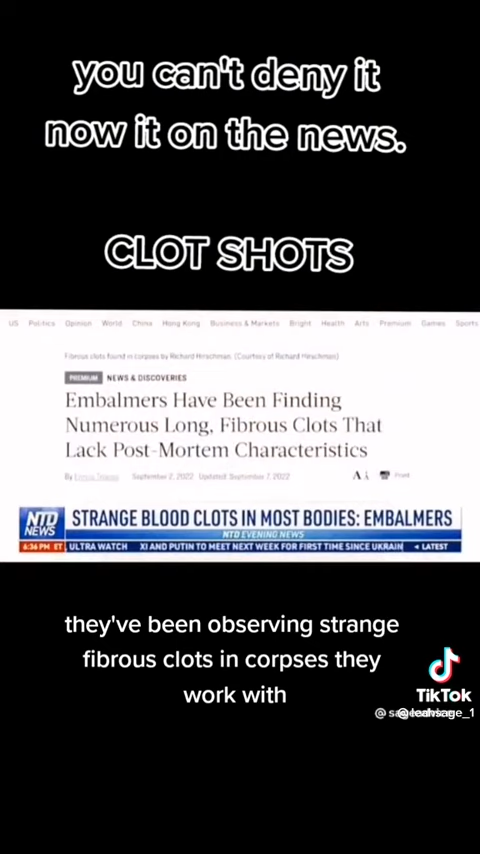 you can't deny it
now it on the news.
CLOT SHOTS
US Politics Opinion World China Hong Kong Business & Markets Bright Health Arts Premium Games Sports
Fibrous clots found in corpses by Richard Hirschman. (Courtesy of Richard Hirschman)
PREMIUM NEWS & DISCOVERIES
Embalmers Have Been Finding
Numerous Long, Fibrous Clots That
Lack Post-Mortem Characteristics
By September 2, 2022 Updated: September 7, 2022 Print
NTD NEWS
STRANGE BLOOD CLOTS IN MOST BODIES: EMBALMERS
NTD EVENING NEWS
6:36 PM ET ULTRA WATCH XI AND PUTIN TO MEET NEXT WEEK FOR FIRST TIME SINCE UKRAIN LATEST
they've been observing strange
fibrous clots in corpses they
work with
TikTok